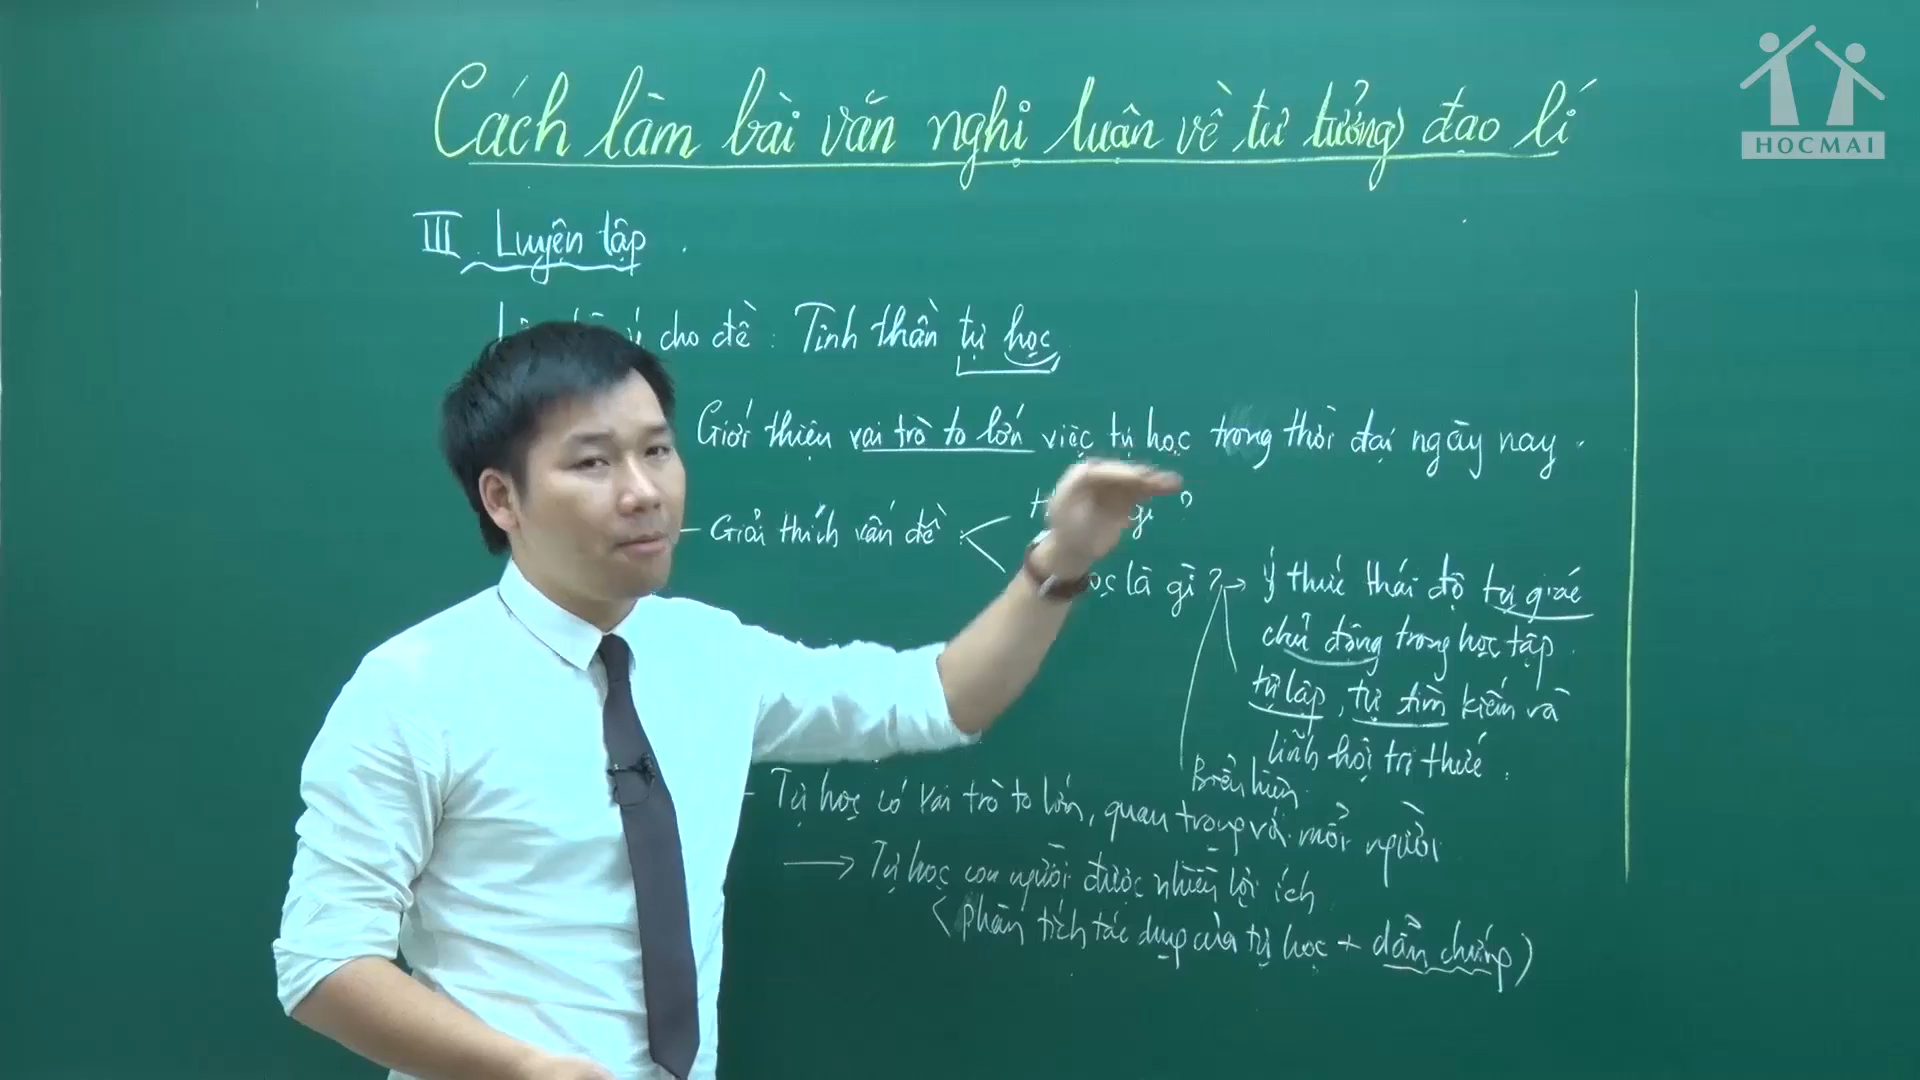 Cách làm bài văn nghị luận về tư tưởng đạo lí
HOCMAI
III. Luyện tập
cho đề : Tinh thần tự học
Giới thiệu vai trò to lớn việc tự học trong thời đại ngày nay.
- Giải thích vấn đề
gì ?
học là gì ? → Ý thức thái độ tự giác
chủ động trong học tập.
tự lập, tự tìm kiếm và
lĩnh hội tri thức.
Biểu hiện
- Tự học có vai trò to lớn, quan trọng với mỗi người
→ Tự học con người được nhiều lợi ích
(phân tích tác dụng của tự học + dẫn chứng)